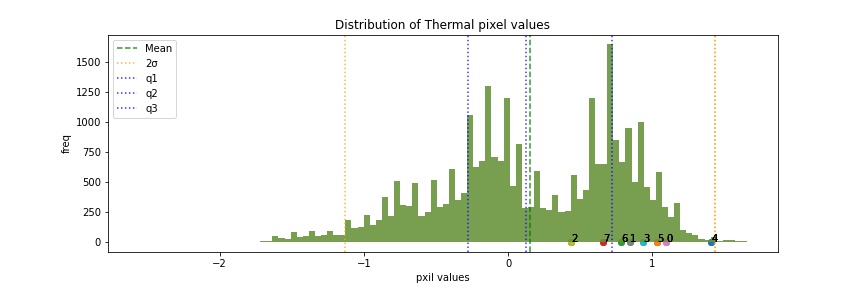 Distribution of Thermal pixel values
Mean
2σ
q1
q2
q3
freq
1500
1250
1000
750
500
250
0
2 7 6 1 3 5 0 4
−2 −1 0 1
pxil values